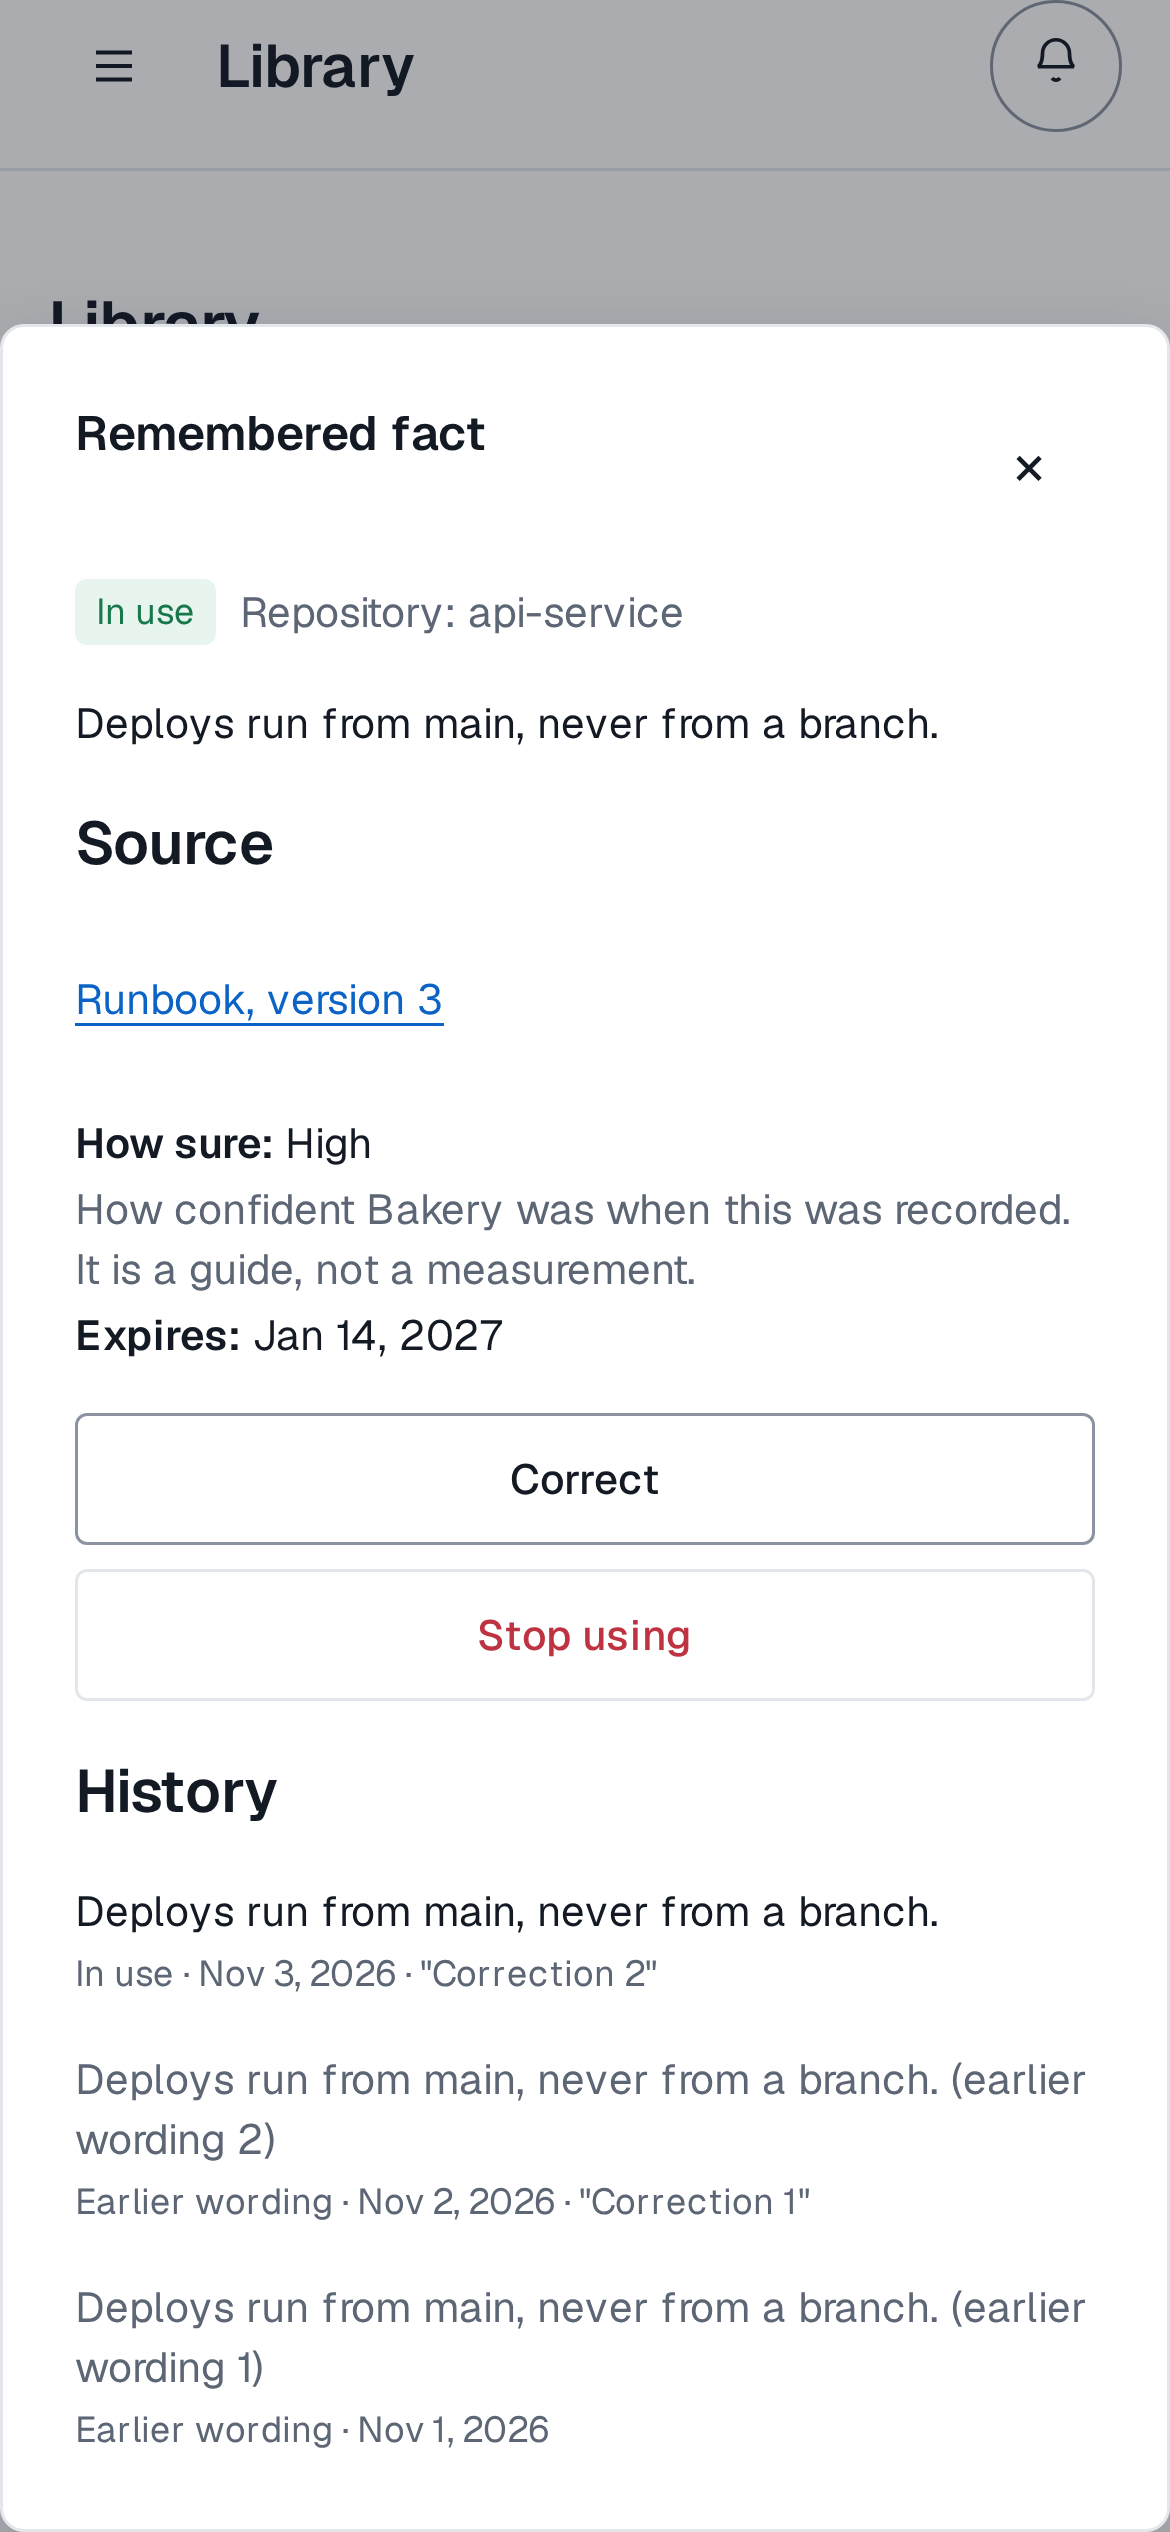 Library
Library
Remembered fact
In use
Repository: api-service
Deploys run from main, never from a branch.
Source
Runbook, version 3
How sure: High
How confident Bakery was when this was recorded.
It is a guide, not a measurement.
Expires: Jan 14, 2027
Correct
Stop using
History
Deploys run from main, never from a branch.
In use · Nov 3, 2026 · "Correction 2"
Deploys run from main, never from a branch. (earlier
wording 2)
Earlier wording · Nov 2, 2026 · "Correction 1"
Deploys run from main, never from a branch. (earlier
wording 1)
Earlier wording · Nov 1, 2026